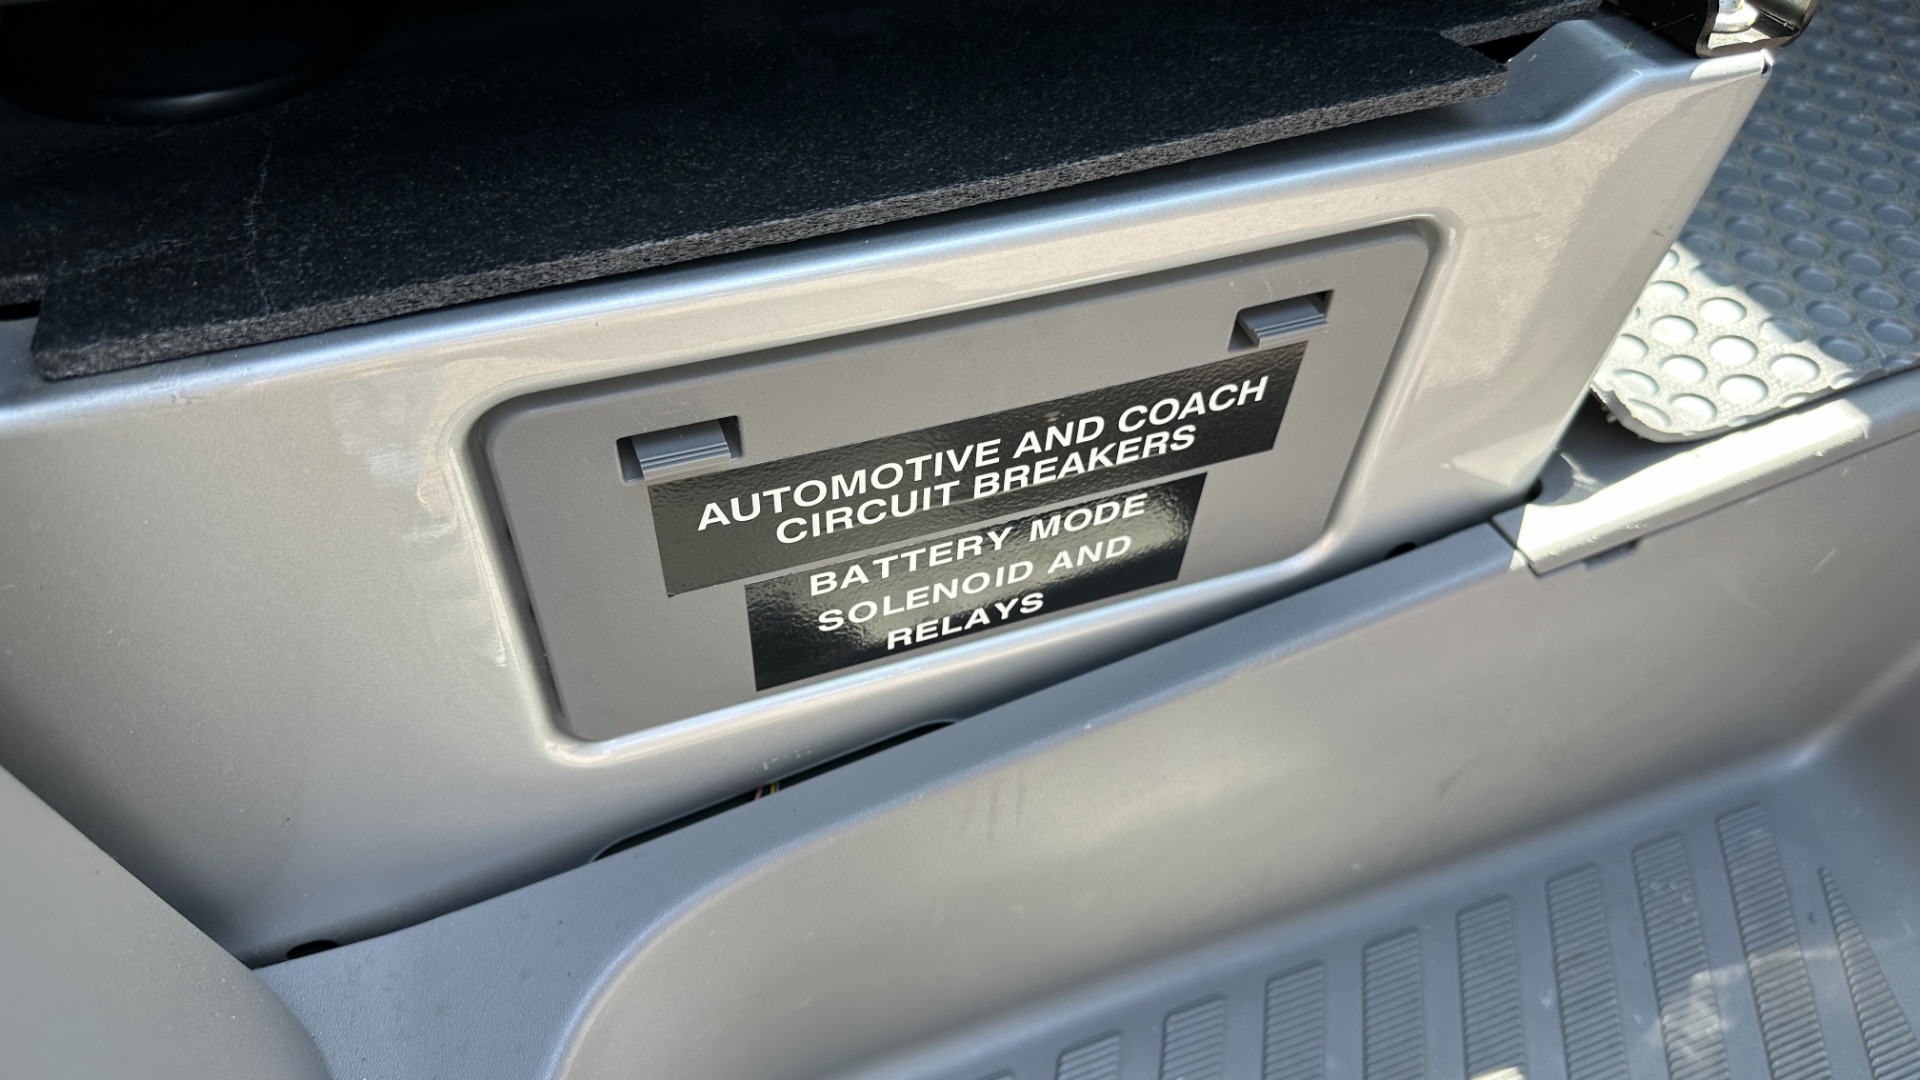 AUTOMOTIVE AND COACH
CIRCUIT BREAKERS
BATTERY MODE
SOLENOID AND
RELAYS